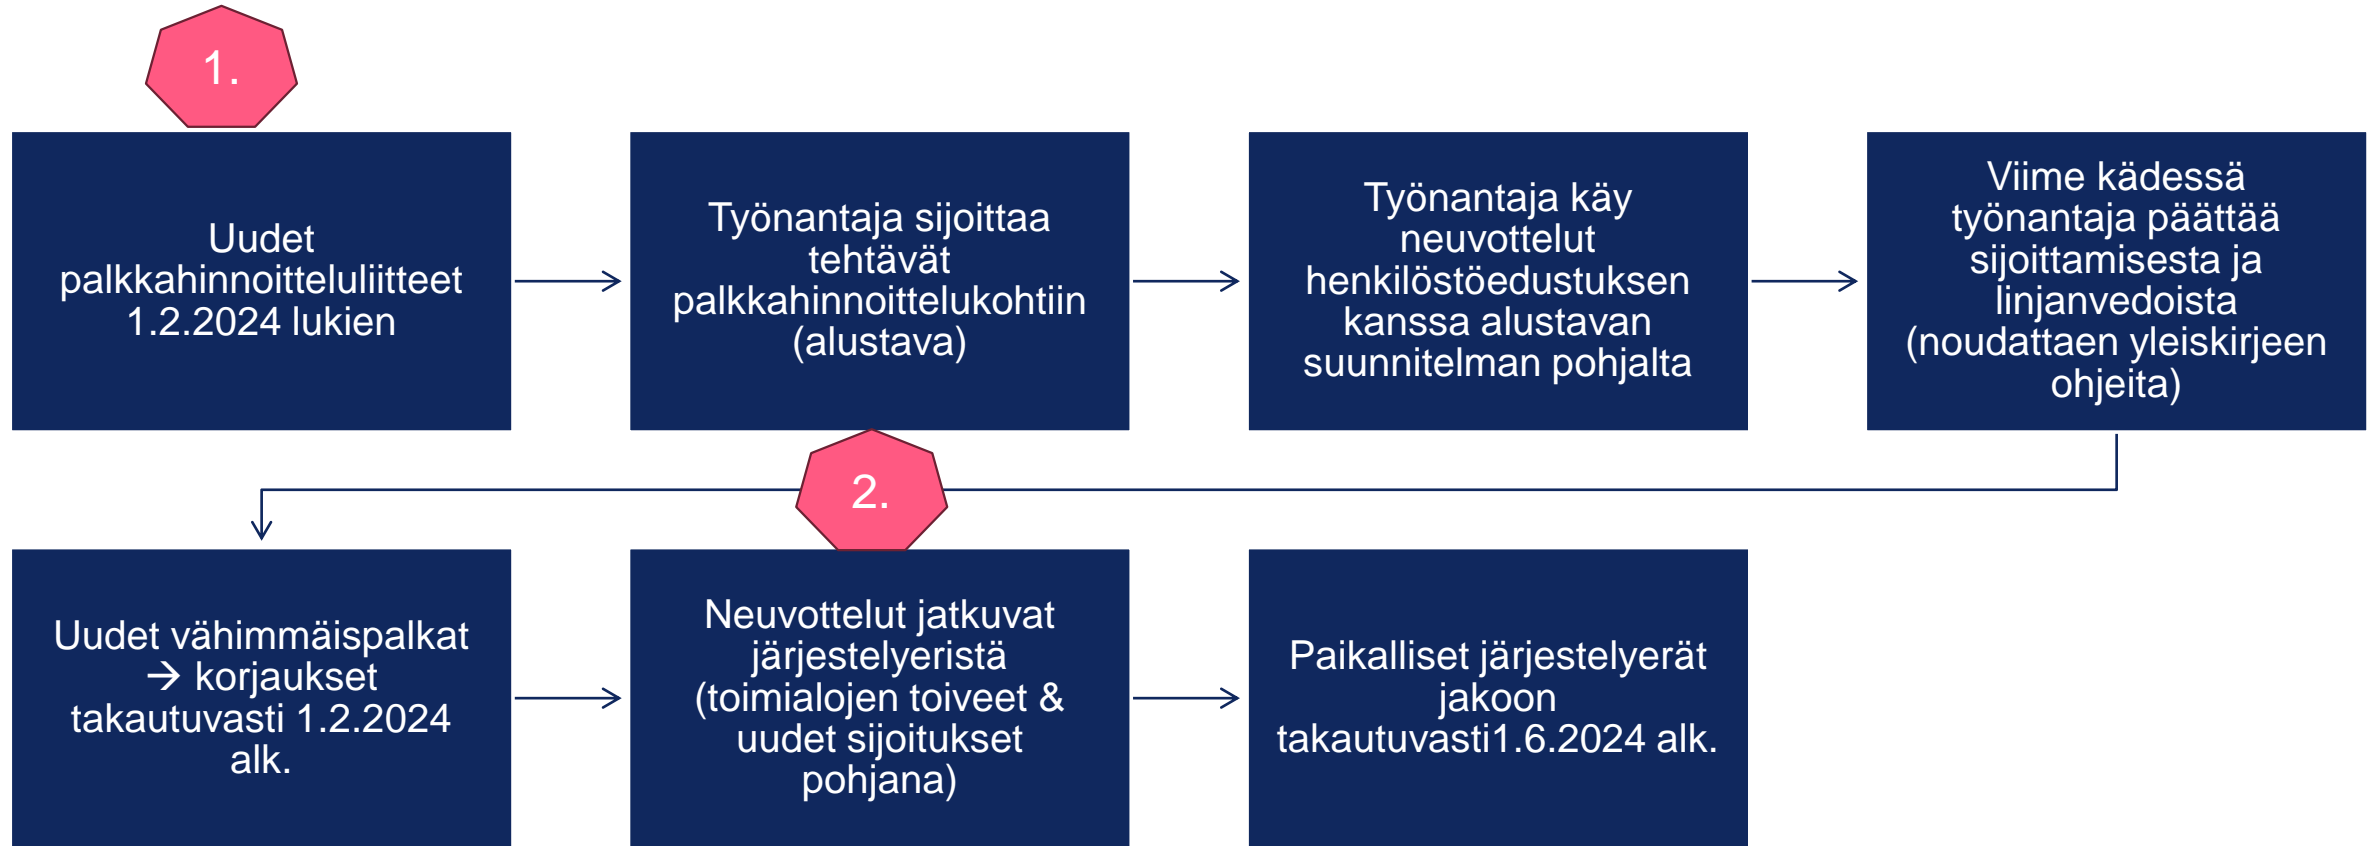 1.
Uudet
palkkahinnoitteluliitteet
1.2.2024 lukien
Työnantaja sijoittaa
tehtävät
palkkahinnoittelukohtiin
(alustava)
Työnantaja käy
neuvottelut
henkilöstöedustuksen
kanssa alustavan
suunnitelman pohjalta
Viime kädessä
työnantaja päättää
sijoittamisesta ja
linjanvedoista
(noudattaen yleiskirjeen
ohjeita)
Uudet vähimmäispalkat
→ korjaukset
takautuvasti 1.2.2024
alk.
2.
Neuvottelut jatkuvat
järjestelyeristä
(toimialojen toiveet &
uudet sijoitukset
pohjana)
Paikalliset järjestelyerät
jakoon
takautuvasti1.6.2024 alk.